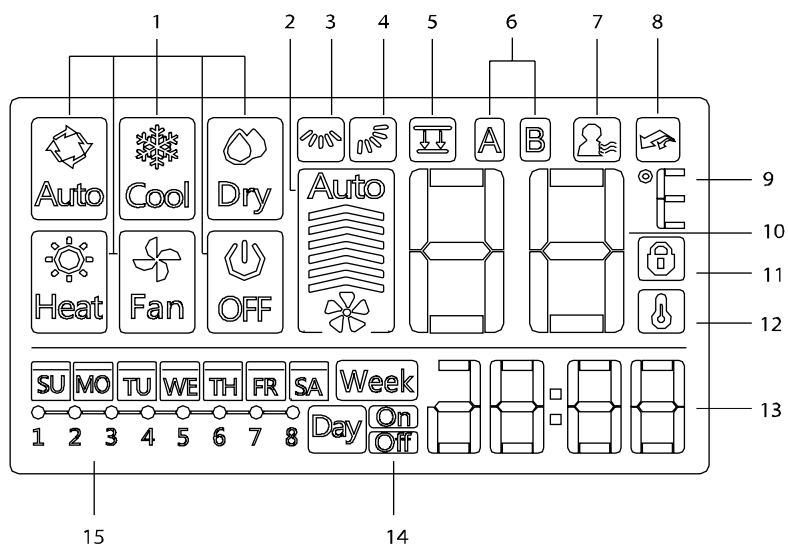 1 2 3 4 5 6 7 8
Auto Cool Dry Auto A B
9
10
Heat Fan OFF
11
12
SU MO TU WE TH FR SA Week
88:88 13
1 2 3 4 5 6 7 8 Day On
Off
15 14